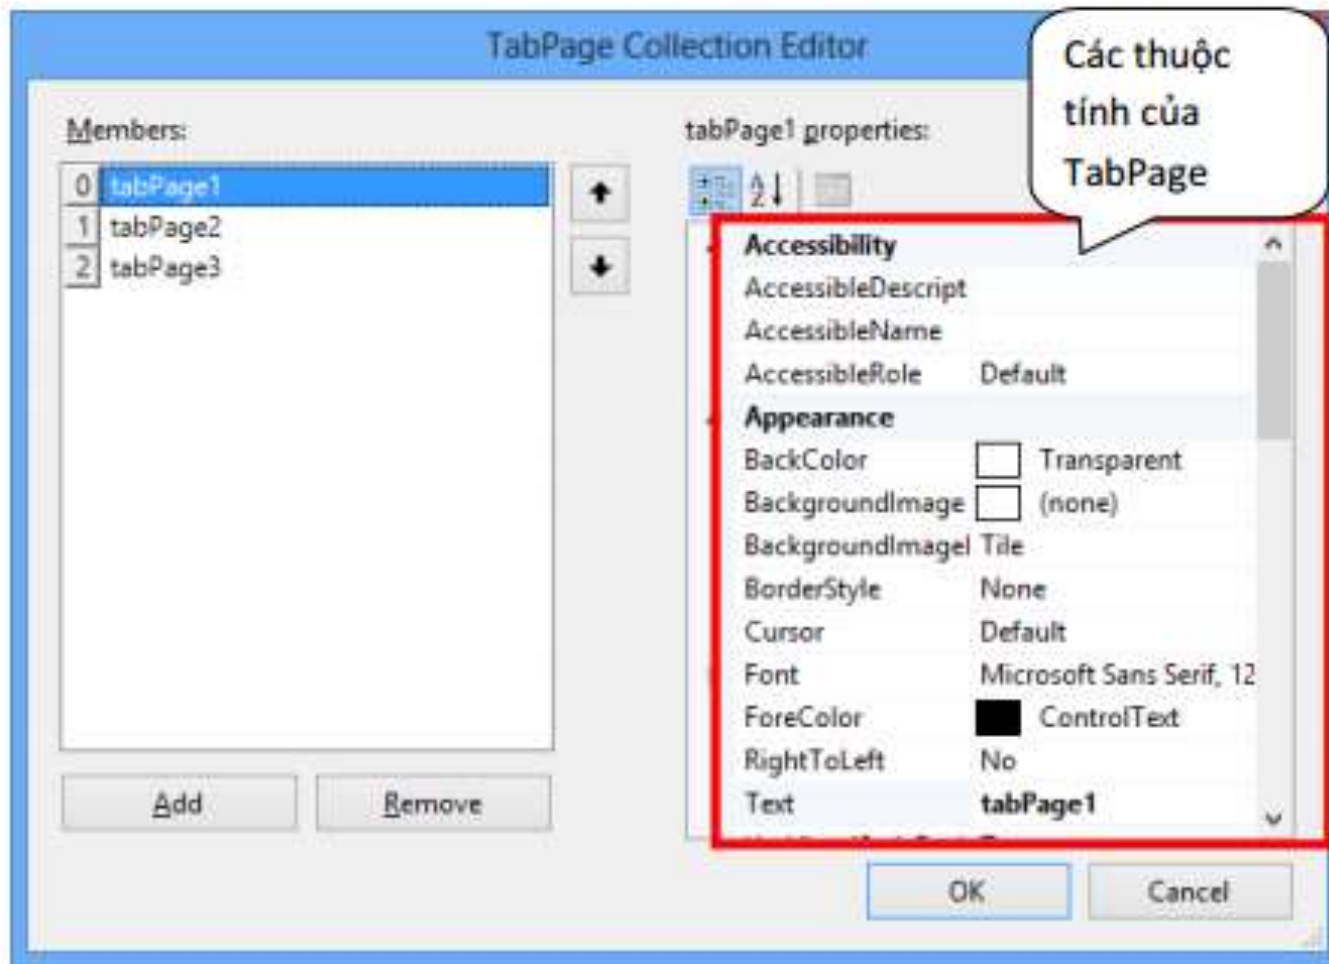 TabPage Collection Editor
Các thuộc
tính của
TabPage
Members:
0 tabPage1
1 tabPage2
2 tabPage3
Add Remove
tabPage1 properties:
Accessibility
AccessibleDescript
AccessibleName
AccessibleRole Default
Appearance
BackColor Transparent
BackgroundImage (none)
BackgroundImageI Tile
BorderStyle None
Cursor Default
Font Microsoft Sans Serif, 12
ForeColor ControlText
RightToLeft No
Text tabPage1
OK Cancel